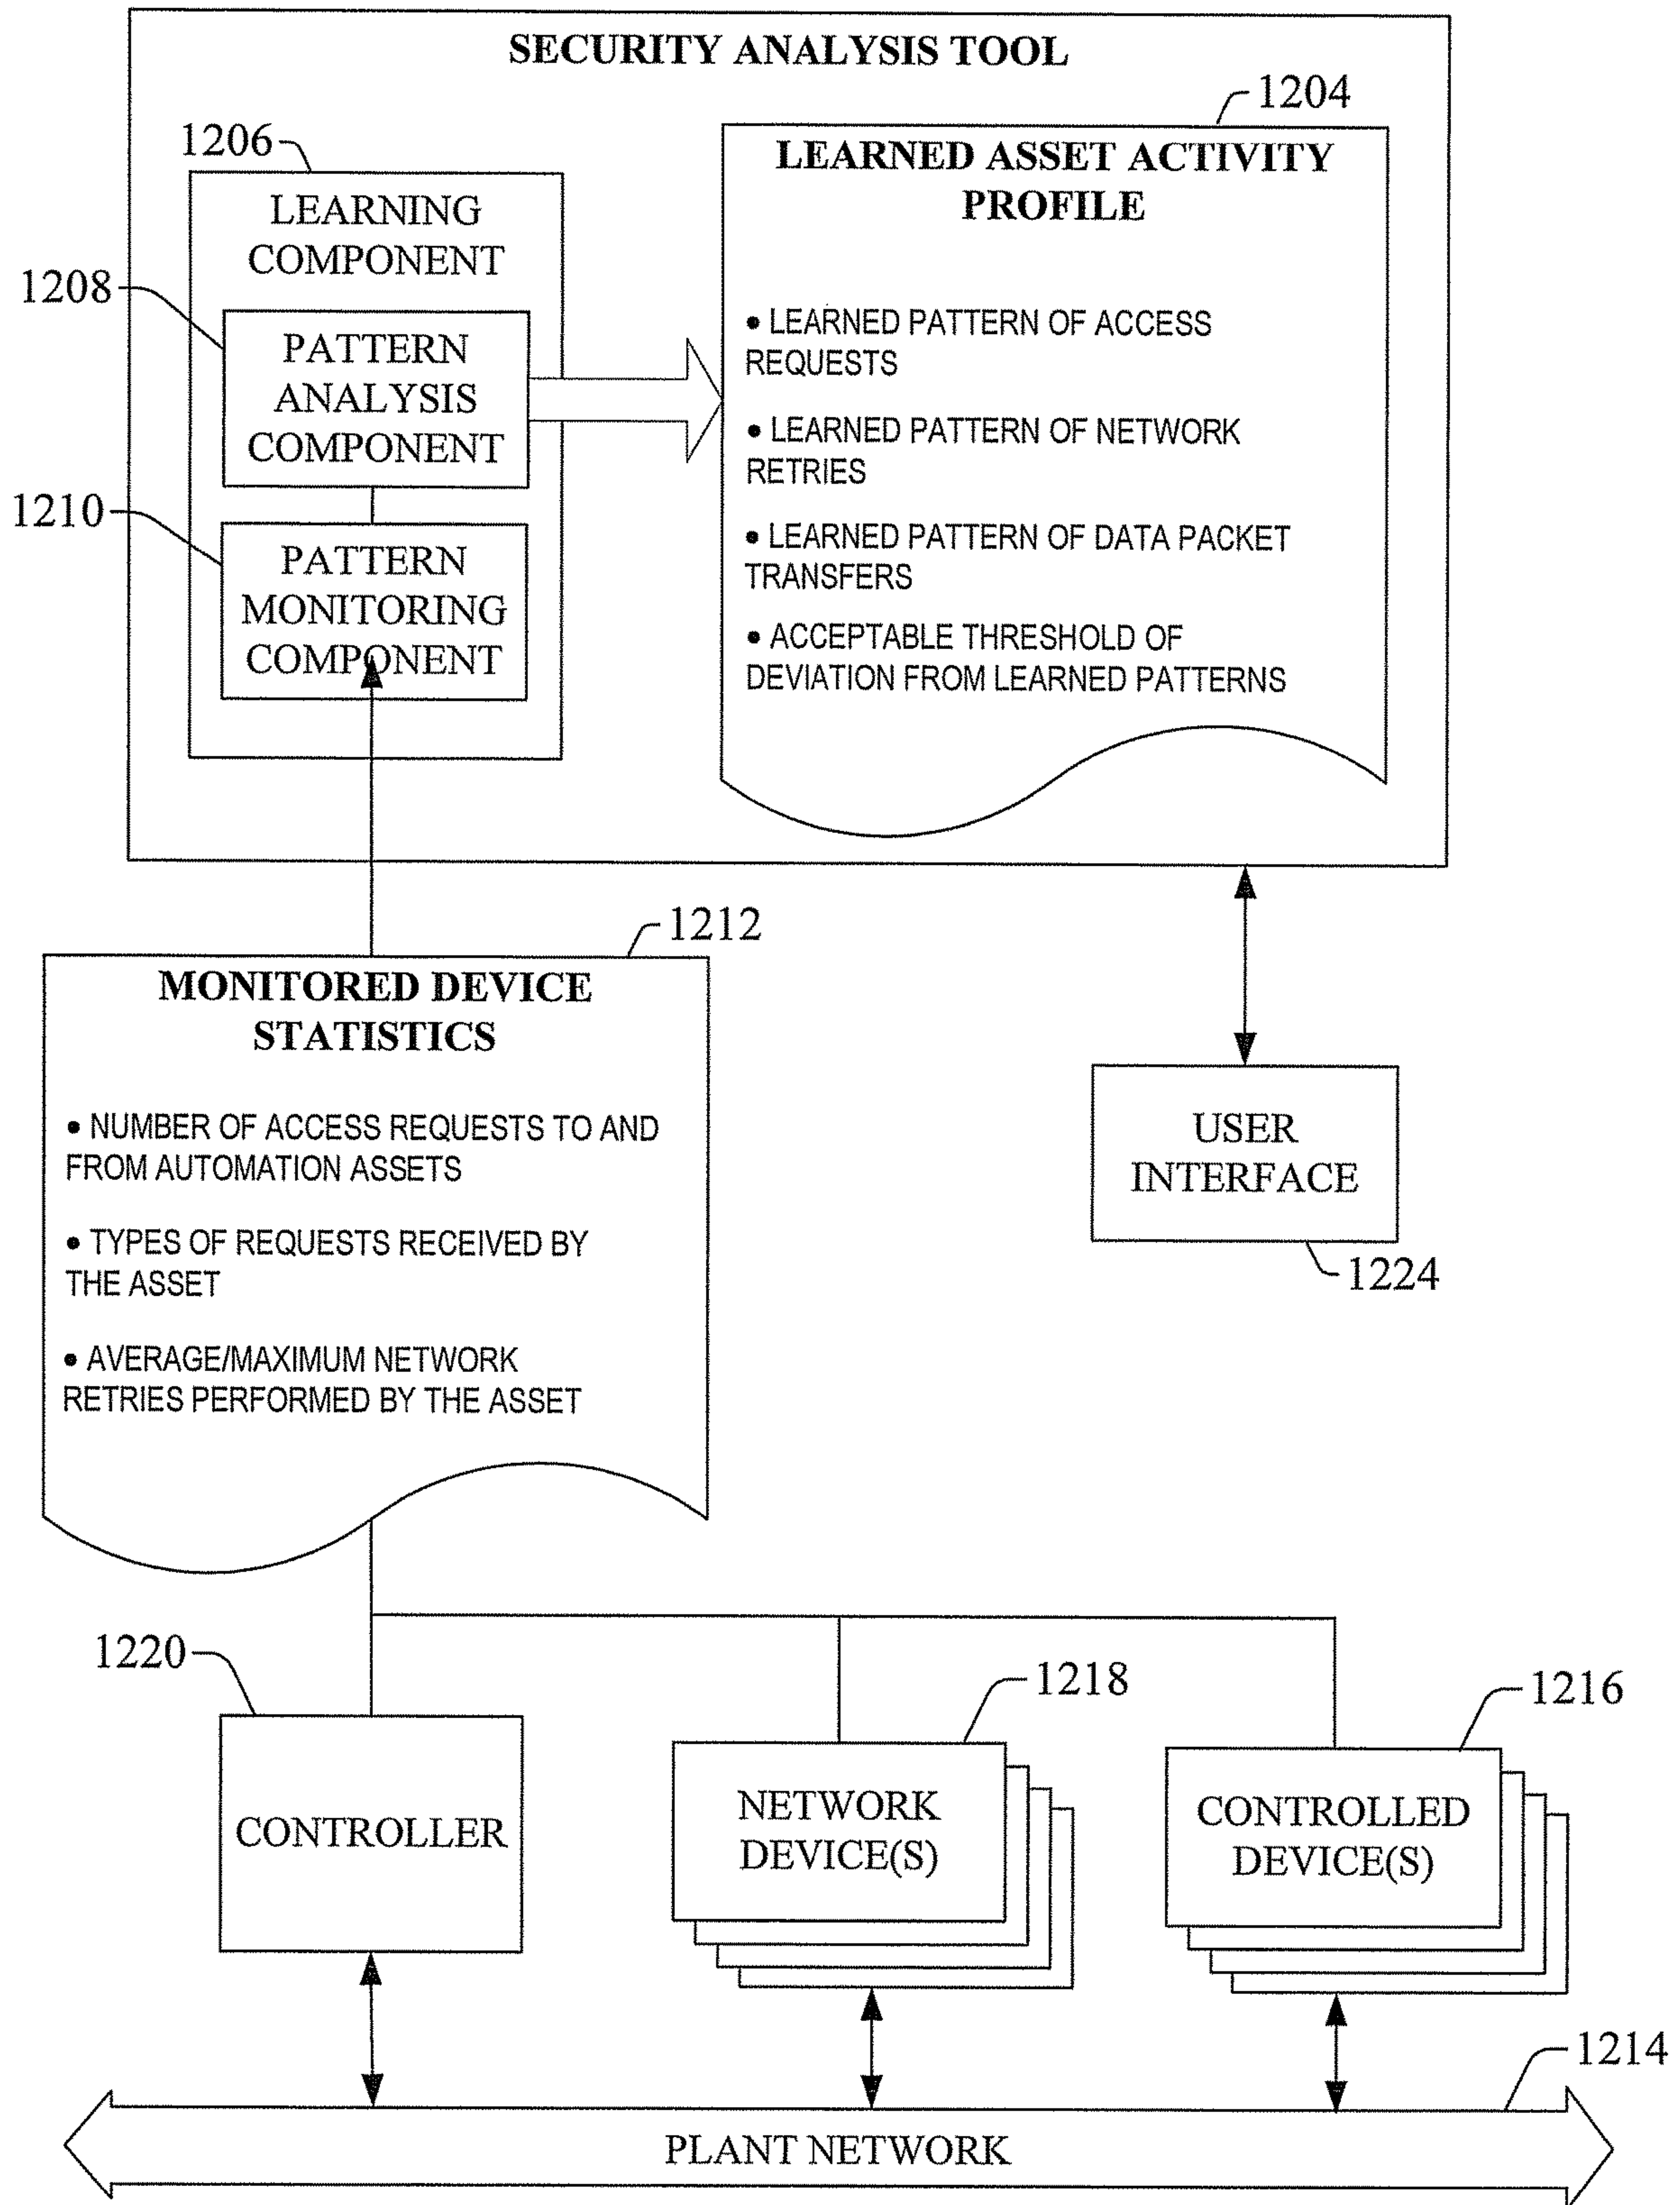 SECURITY ANALYSIS TOOL
1204
1206
LEARNED ASSET ACTIVITY
PROFILE
LEARNING
COMPONENT
1208
PATTERN
ANALYSIS
COMPONENT
• LEARNED PATTERN OF ACCESS
REQUESTS
• LEARNED PATTERN OF NETWORK
RETRIES
1210
PATTERN
MONITORING
COMPONENT
• LEARNED PATTERN OF DATA PACKET
TRANSFERS
• ACCEPTABLE THRESHOLD OF
DEVIATION FROM LEARNED PATTERNS
1212
MONITORED DEVICE
STATISTICS
• NUMBER OF ACCESS REQUESTS TO AND
FROM AUTOMATION ASSETS
• TYPES OF REQUESTS RECEIVED BY
THE ASSET
• AVERAGE/MAXIMUM NETWORK
RETRIES PERFORMED BY THE ASSET
USER
INTERFACE
1224
1220
1218
1216
CONTROLLER
NETWORK
DEVICE(S)
CONTROLLED
DEVICE(S)
1214
PLANT NETWORK